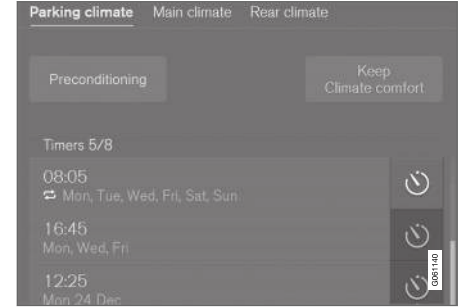 Parking climate Main climate Rear climate
Preconditioning
Keep
Climate comfort
Timers 5/8
08:05
Mon, Tue, Wed, Fri, Sat, Sun
16:45
Mon, Wed, Fri
12:25
Mon 24 Dec
G061140